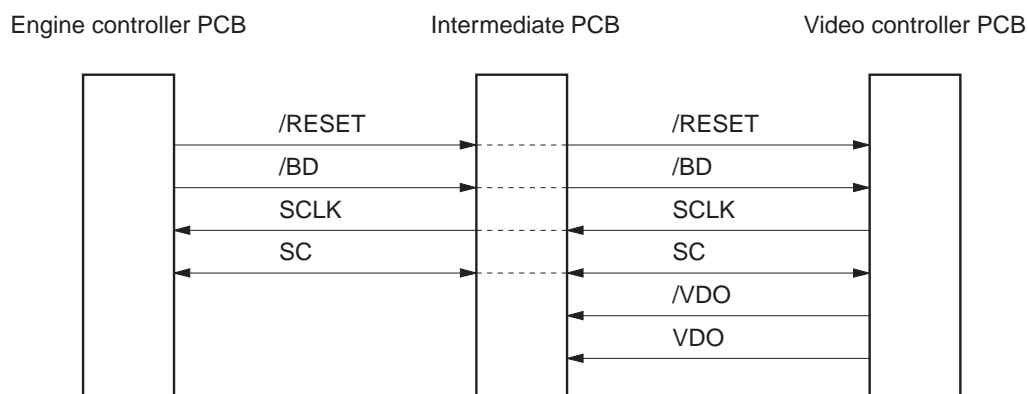 Engine controller PCB
Intermediate PCB
Video controller PCB
/RESET
/RESET
/BD
/BD
SCLK
SCLK
SC
SC
/VDO
VDO